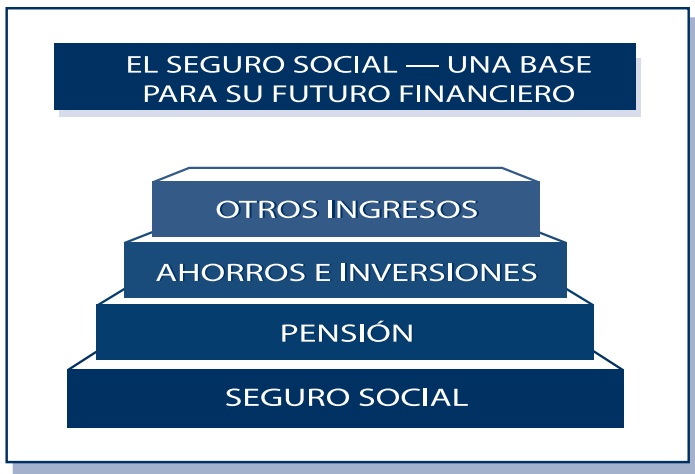 EL SEGURO SOCIAL — UNA BASE
PARA SU FUTURO FINANCIERO
OTROS INGRESOS
AHORROS E INVERSIONES
PENSIÓN
SEGURO SOCIAL